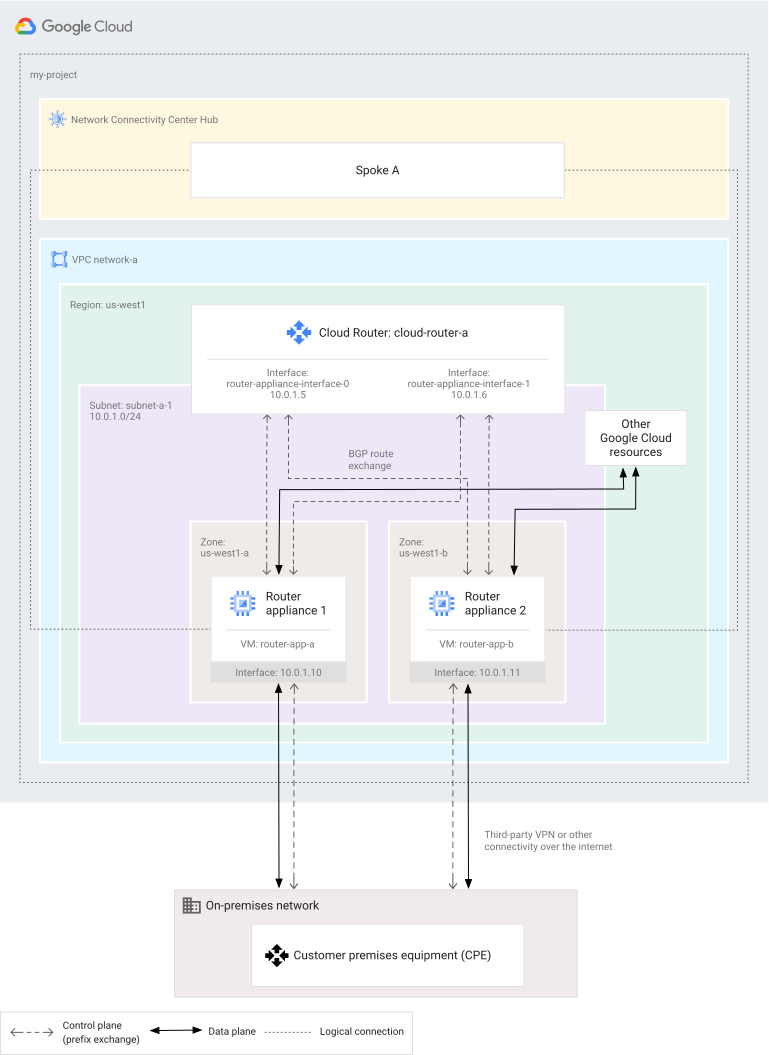 Google Cloud
my-project
Network Connectivity Center Hub
Spoke A
VPC network-a
Region: us-west1
Cloud Router: cloud-router-a
Interface:
router-appliance-interface-0
10.0.1.5
Interface:
router-appliance-interface-1
10.0.1.6
Subnet: subnet-a-1
10.0.1.0/24
Other
Google Cloud
resources
BGP route
exchange
Zone:
us-west1-a
Zone:
us-west1-b
Router
appliance 1
VM: router-app-a
Interface: 10.0.1.10
Router
appliance 2
VM: router-app-b
Interface: 10.0.1.11
Third-party VPN or other
connectivity over the internet
On-premises network
Customer premises equipment (CPE)
Control plane
(prefix exchange)
Data plane
Logical connection